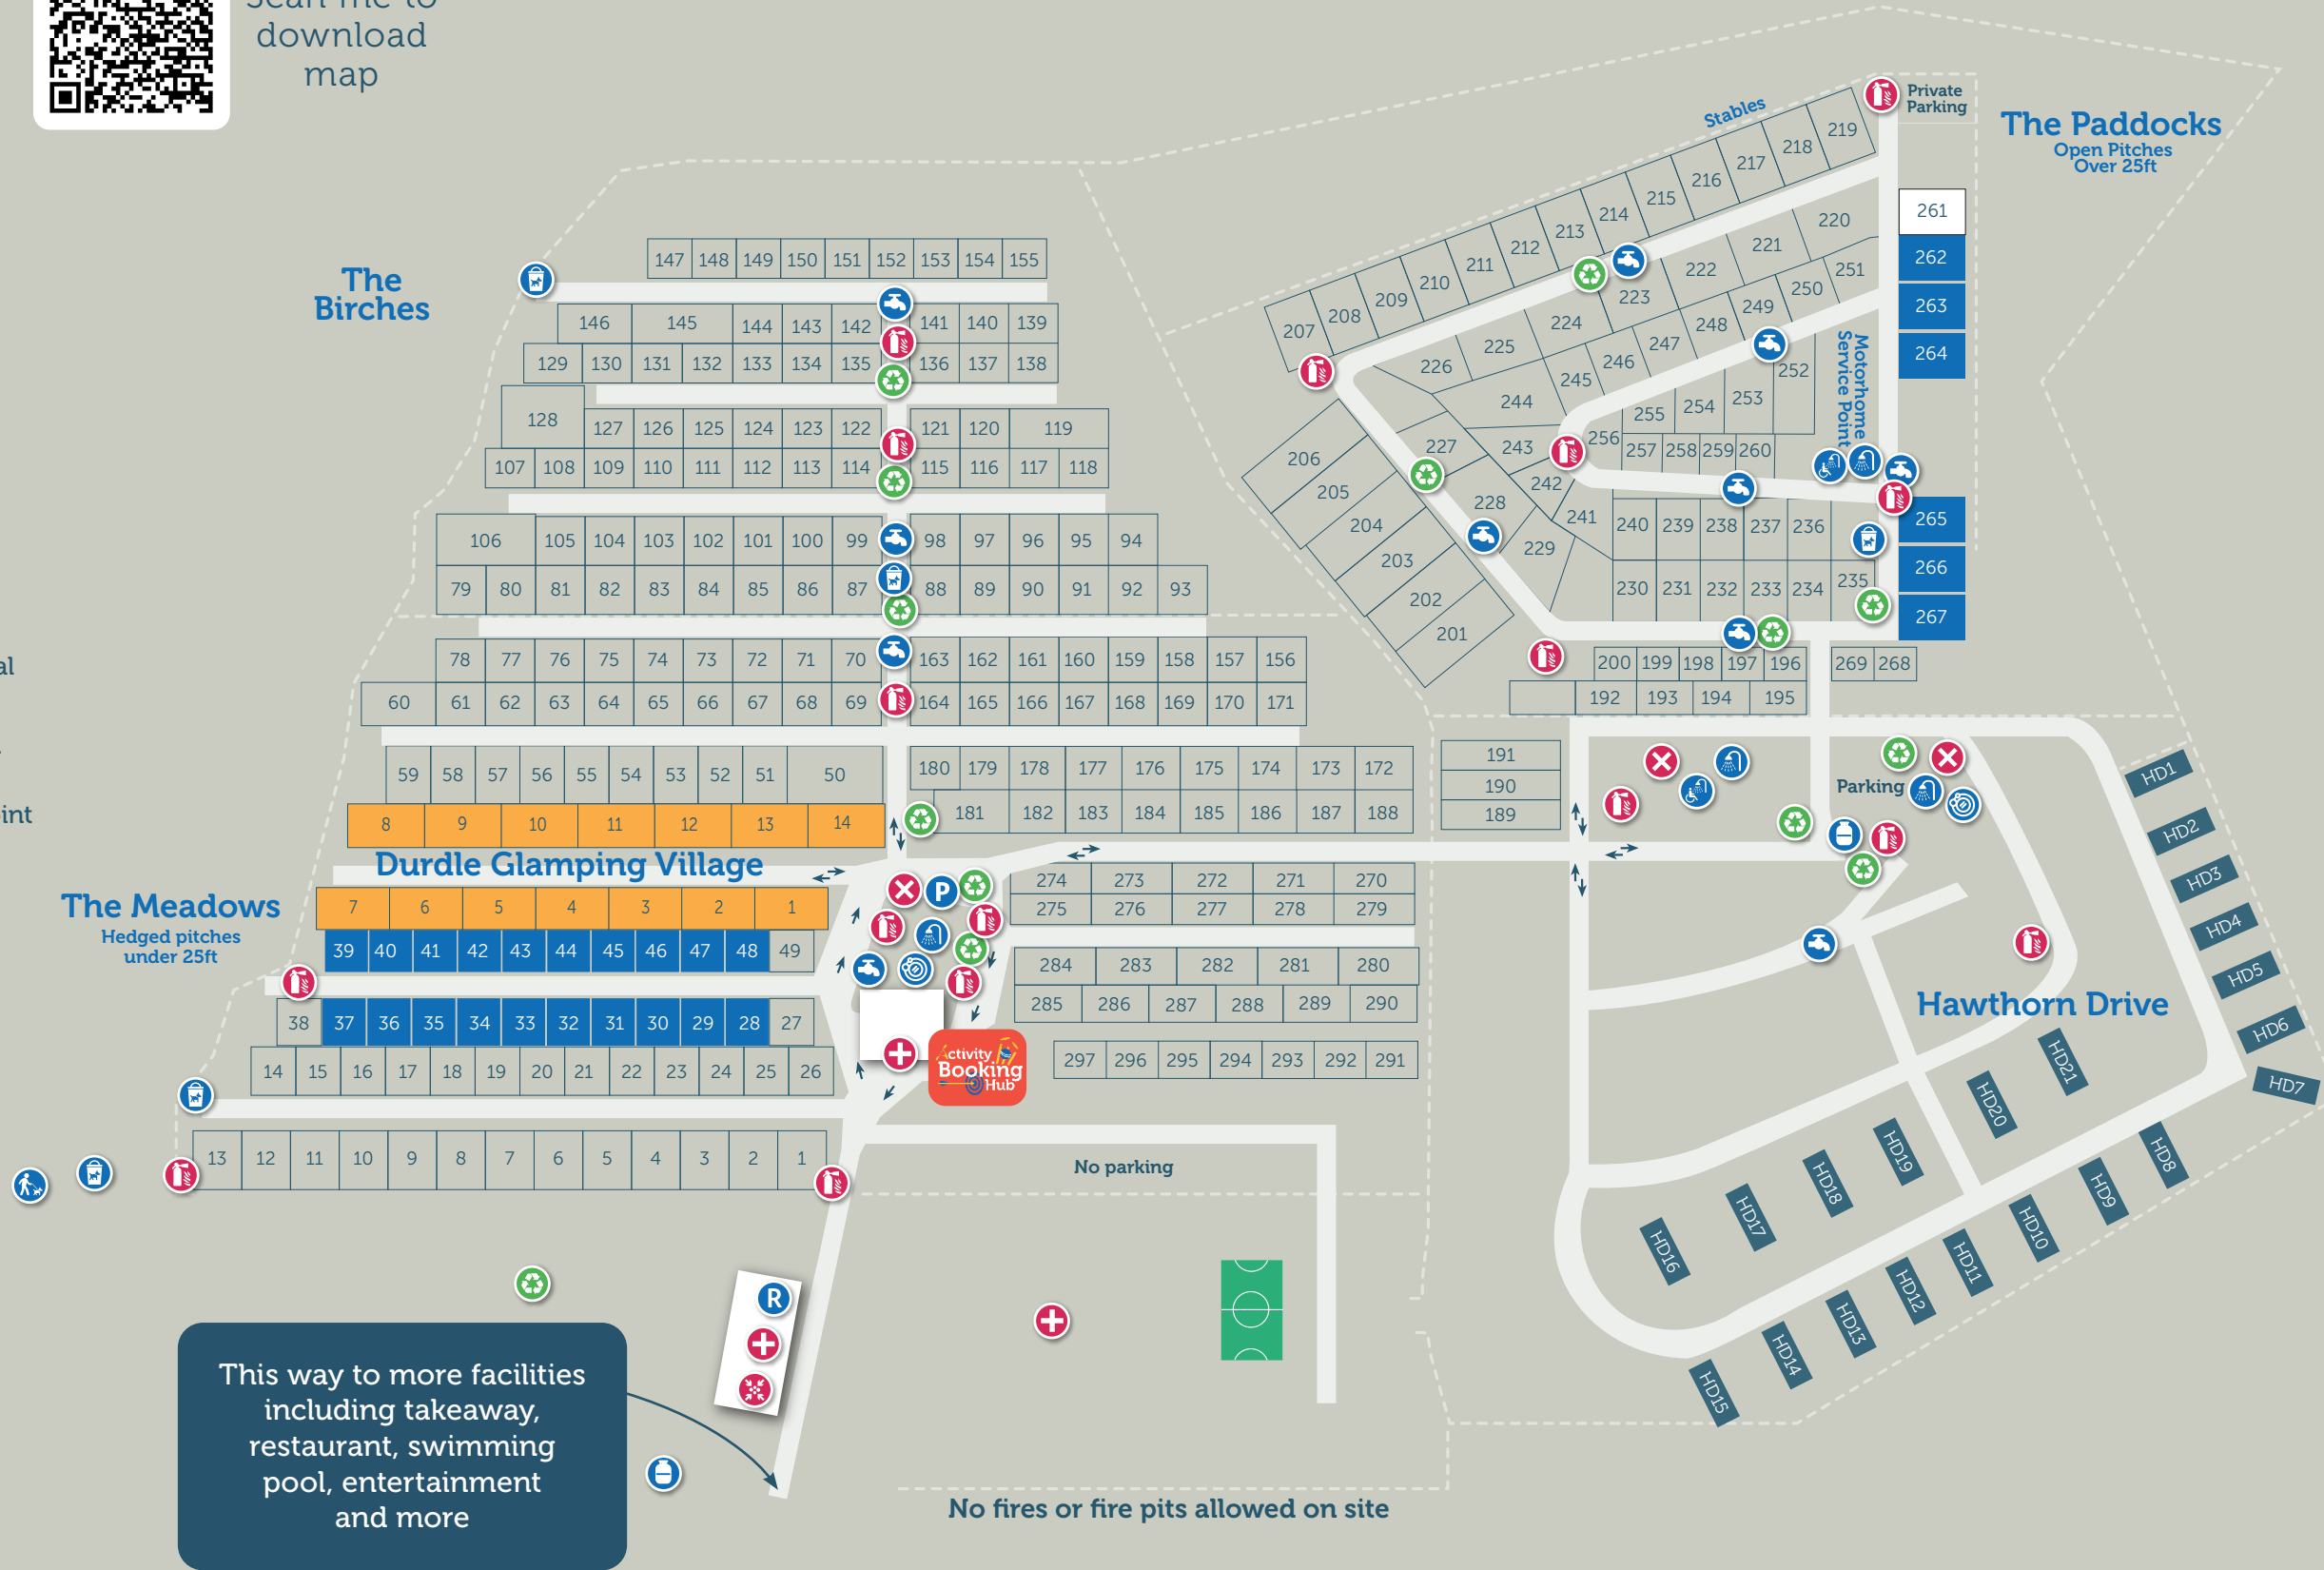 Scan me to
download
map
al
int
Private
Parking
The Paddocks
Open Pitches
Over 25ft
Stables
219
218
217
216
215
214
213
212
211
210
209
208
207
220
221
222
223
224
225
226
251
250
249
248
247
246
245
244
252
253
254
255
256
257 258 259 260
243
242
241
227
228
229
206
205
204
203
202
201
261
262
263
264
Motorhome
Service Point
265
266
267
240 239 238 237 236
230 231 232 233 234 235
200 199 198 197 196
269 268
192 193 194 195
The
Birches
147 148 149 150 151 152 153 154 155
146 145 144 143 142 141 140 139
129 130 131 132 133 134 135 136 137 138
128
127 126 125 124 123 122 121 120 119
107 108 109 110 111 112 113 114 115 116 117 118
106 105 104 103 102 101 100 99 98 97 96 95 94
79 80 81 82 83 84 85 86 87 88 89 90 91 92 93
78 77 76 75 74 73 72 71 70 163 162 161 160 159 158 157 156
60 61 62 63 64 65 66 67 68 69 164 165 166 167 168 169 170 171
59 58 57 56 55 54 53 52 51 50 180 179 178 177 176 175 174 173 172
8 9 10 11 12 13 14
181 182 183 184 185 186 187 188
191
190
189
Parking
Durdle Glamping Village
The Meadows
Hedged pitches
under 25ft
7 6 5 4 3 2 1
39 40 41 42 43 44 45 46 47 48 49
38 37 36 35 34 33 32 31 30 29 28 27
14 15 16 17 18 19 20 21 22 23 24 25 26
13 12 11 10 9 8 7 6 5 4 3 2 1
P
274 273 272 271 270
275 276 277 278 279
284 283 282 281 280
285 286 287 288 289 290
297 296 295 294 293 292 291
Activity
Booking
Hub
No parking
Hawthorn Drive
HD1
HD2
HD3
HD4
HD5
HD6
HD7
HD8
HD9
HD10
HD11
HD12
HD13
HD14
HD15
HD16
HD17
HD18
HD19
HD20
HD21
R
This way to more facilities
including takeaway,
restaurant, swimming
pool, entertainment
and more
No fires or fire pits allowed on site